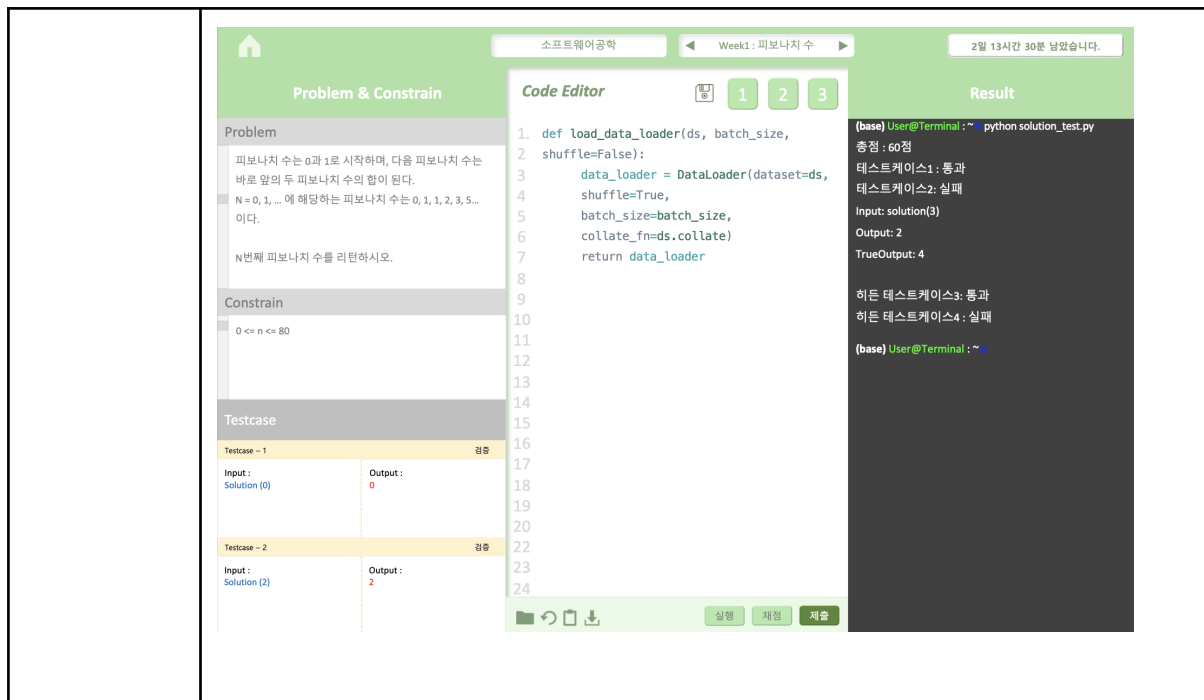 소프트웨어공학
◀ Week1 : 피보나치 수 ▶
2일 13시간 30분 남았습니다.
Problem & Constrain
Problem
피보나치 수는 0과 1로 시작하며, 다음 피보나치 수는
바로 앞의 두 피보나치 수의 합이 된다.
N = 0, 1, ... 에 해당하는 피보나치 수는 0, 1, 1, 2, 3, 5...
이다.
N번째 피보나치 수를 리턴하시오.
Constrain
0 <= n <= 80
Testcase
Testcase – 1 검증
Input : Output :
Solution (0) 0
Testcase – 2 검증
Input : Output :
Solution (2) 2
Code Editor 1 2 3
1. def load_data_loader(ds, batch_size,
2 shuffle=False):
3 data_loader = DataLoader(dataset=ds,
4 shuffle=True,
5 batch_size=batch_size,
6 collate_fn=ds.collate)
7 return data_loader
8
9
10
11
12
13
14
15
16
17
18
19
20
22
23
24
실행 채점 제출
Result
(base) User@Terminal : ~% python solution_test.py
총점 : 60점
테스트케이스1 : 통과
테스트케이스2: 실패
Input: solution(3)
Output: 2
TrueOutput: 4
히든 테스트케이스3: 통과
히든 테스트케이스4 : 실패
(base) User@Terminal : ~%